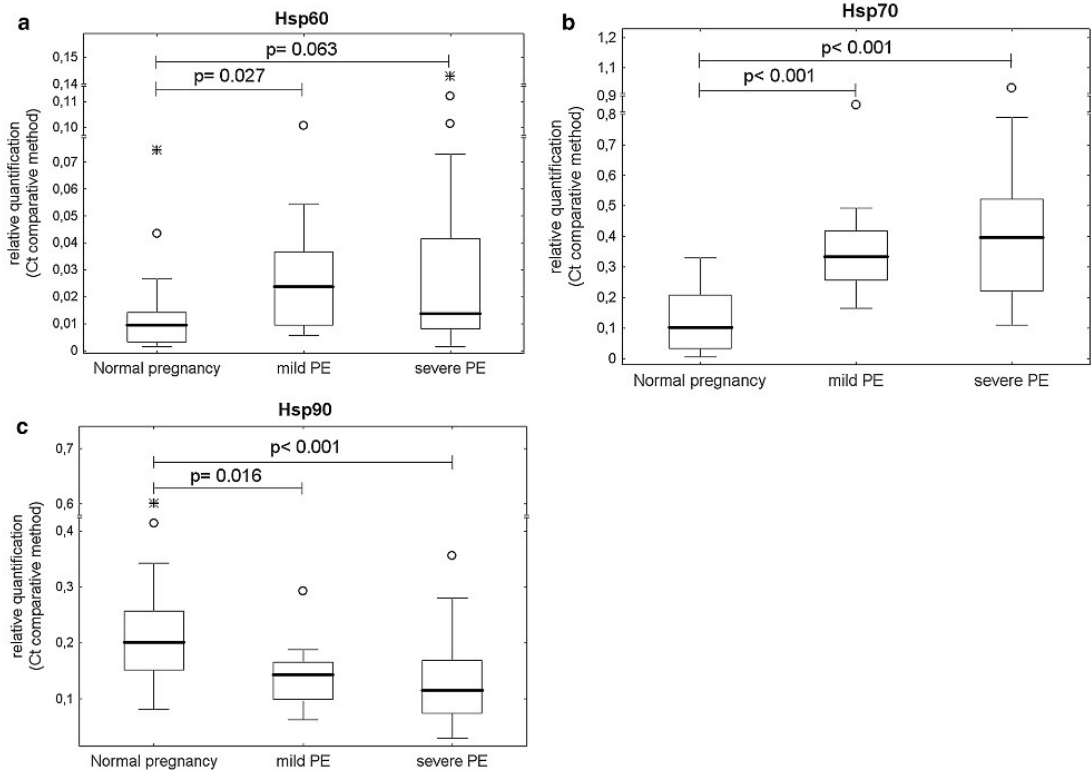 a
Hsp60
0,15
0,14
0,11
0,10
0,07
0,06
0,05
0,04
0,03
0,02
0,01
0
relative quantification
(Ct comparative method)
p= 0.063
p= 0.027
Normal pregnancy
mild PE
severe PE
b
Hsp70
1,2
1,1
0,9
0,8
0,7
0,6
0,5
0,4
0,3
0,2
0,1
0
relative quantification
(Ct comparative method)
p< 0.001
p< 0.001
Normal pregnancy
mild PE
severe PE
c
Hsp90
0,7
0,6
0,4
0,3
0,2
0,1
relative quantification
(Ct comparative method)
p< 0.001
p= 0.016
Normal pregnancy
mild PE
severe PE